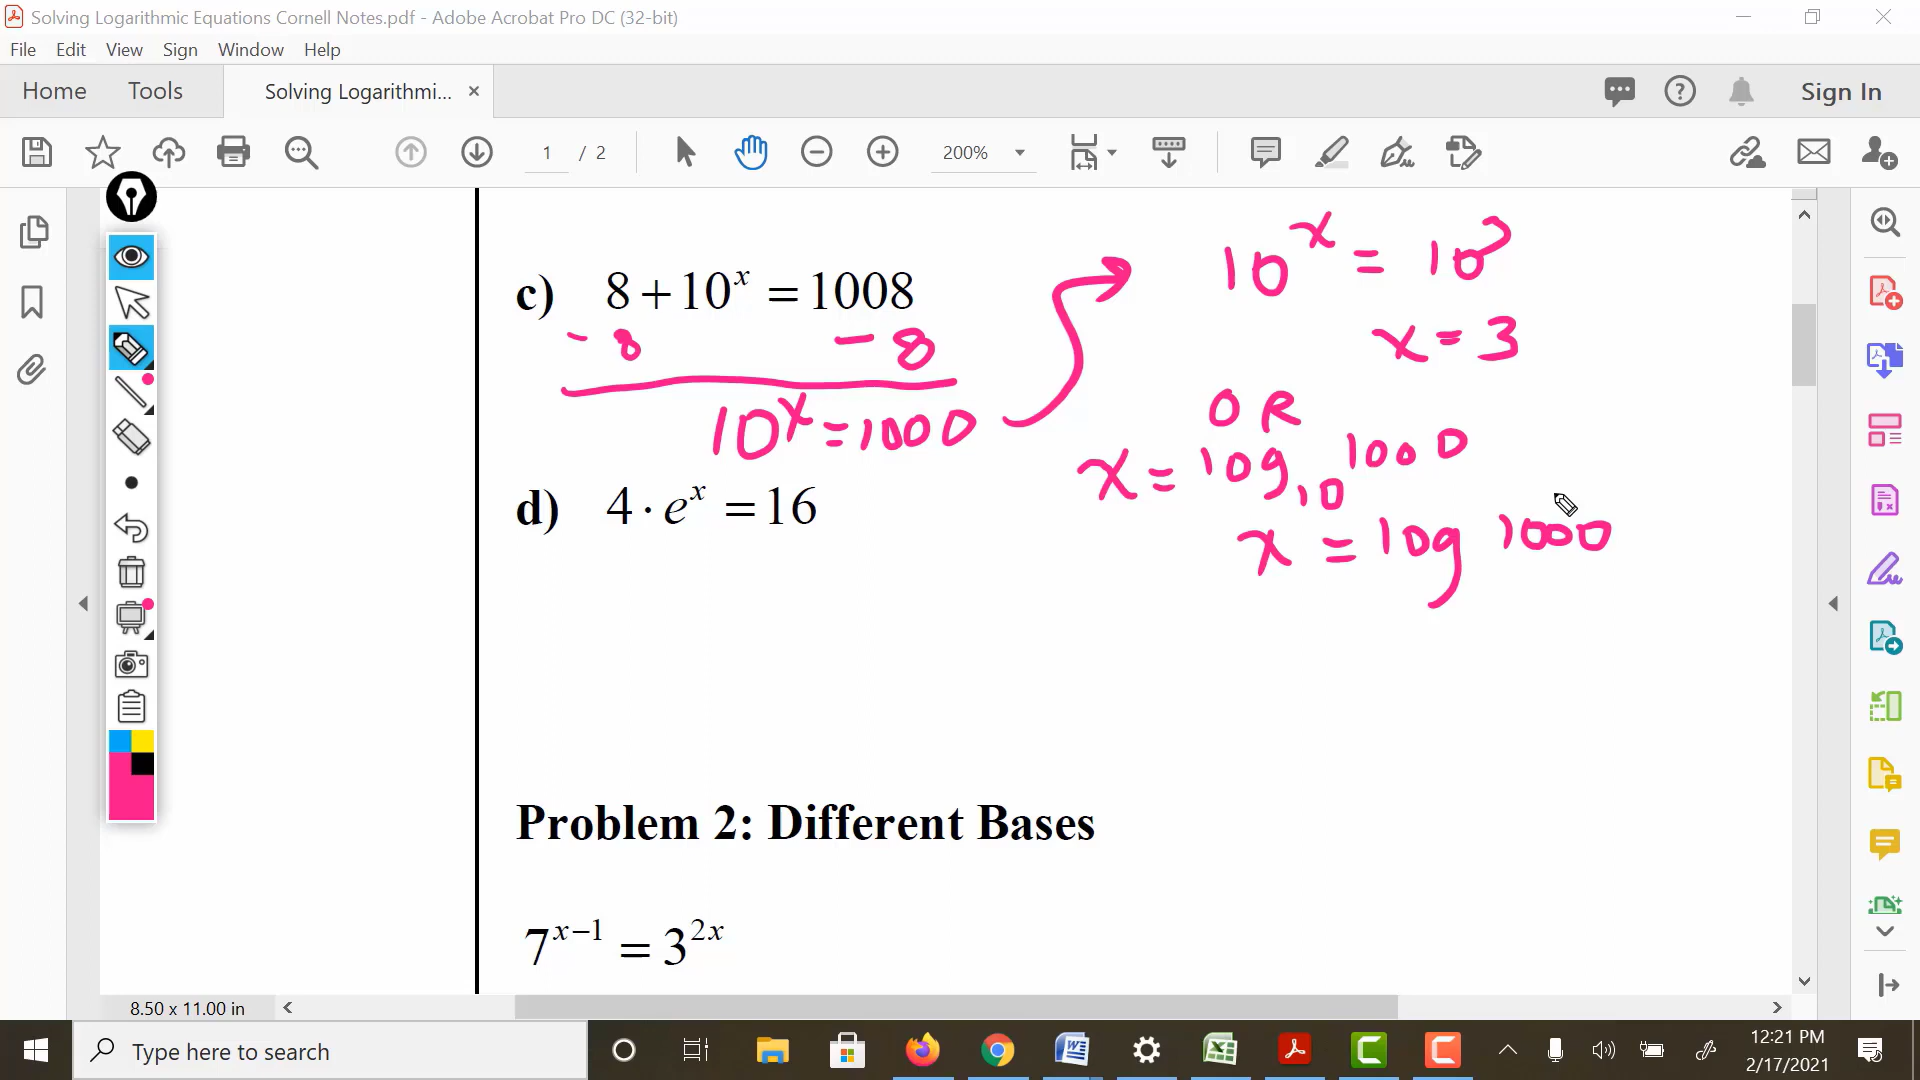 Solving Logarithmic Equations Cornell Notes.pdf - Adobe Acrobat Pro DC (32-bit)
File Edit View Sign Window Help
Home Tools Solving Logarithmi... × Sign In
1 / 2 200%
c) 8 + 10^x = 1008
- 8 - 8
10^x = 1000
10^x = 10^3
x = 3
OR
x = log_10 1000
x = log 1000
d) 4 · e^x = 16
Problem 2: Different Bases
7^{x-1} = 3^{2x}
8.50 x 11.00 in
Type here to search
12:21 PM
2/17/2021